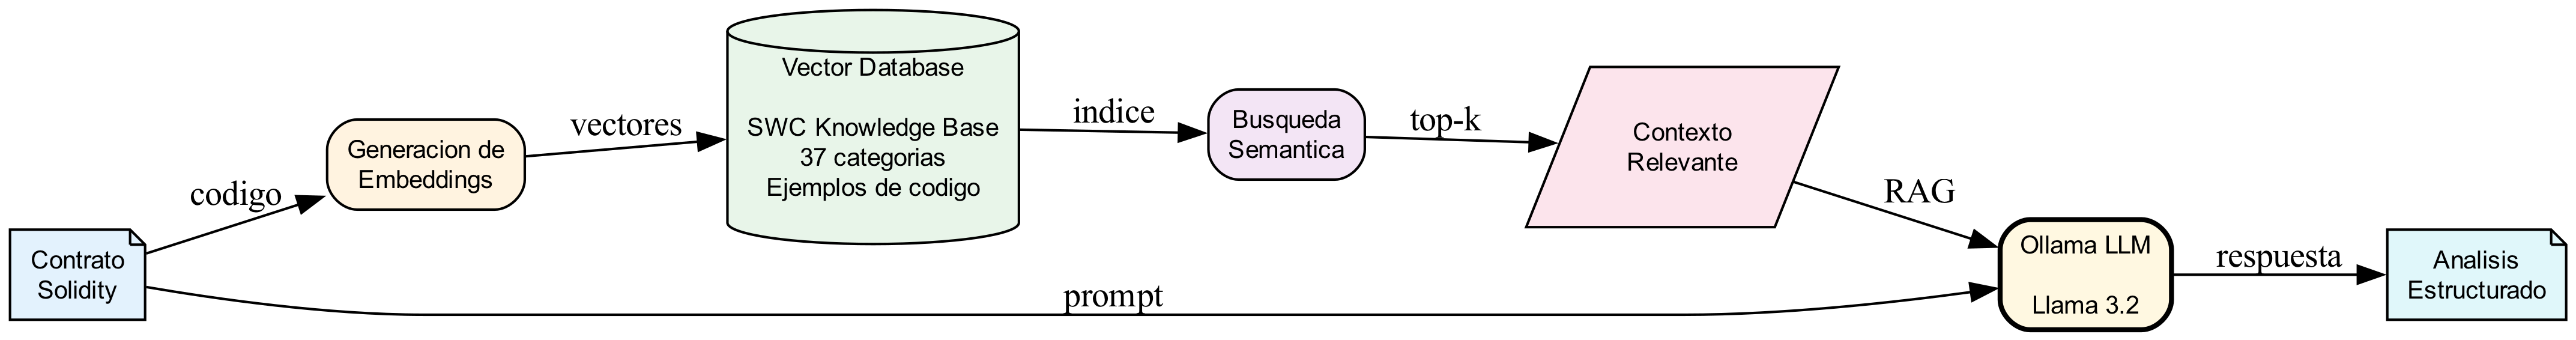 Contrato
Solidity
codigo
Generacion de
Embeddings
vectores
Vector Database
SWC Knowledge Base
37 categorias
Ejemplos de codigo
indice
Busqueda
Semantica
top-k
Contexto
Relevante
RAG
prompt
Ollama LLM
Llama 3.2
respuesta
Analisis
Estructurado